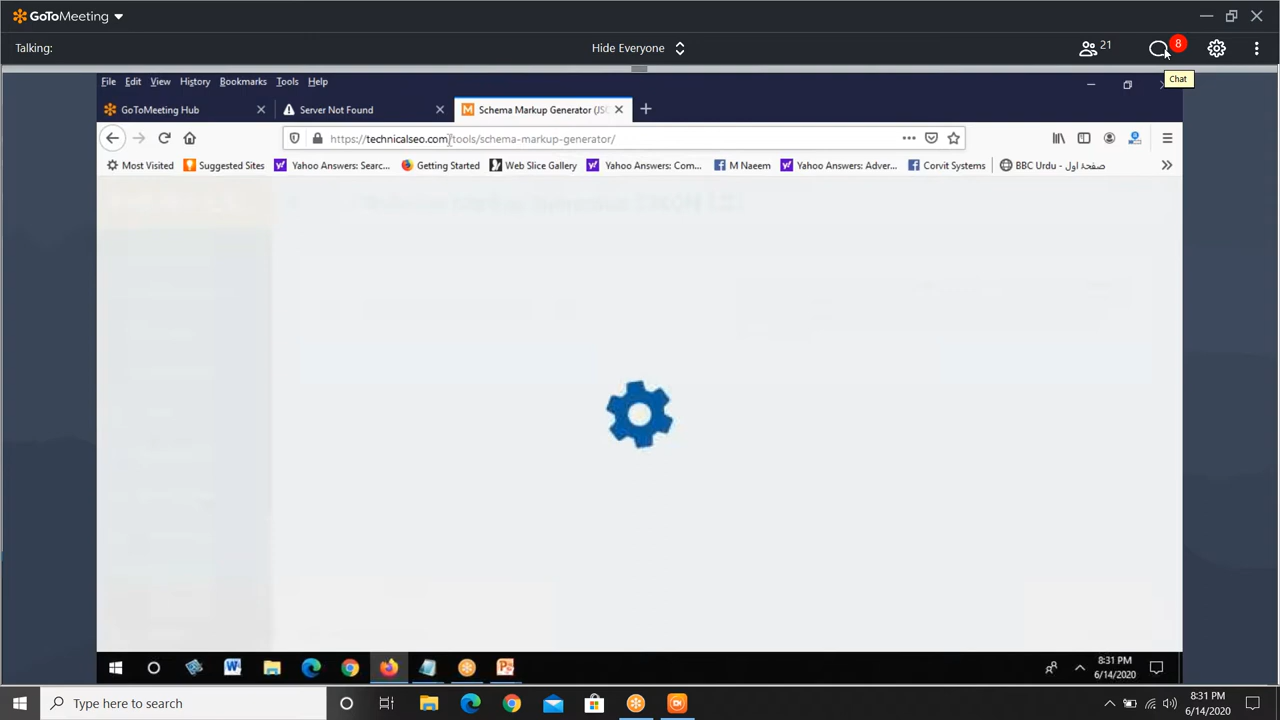 GoToMeeting
Talking:
Hide Everyone
21
8
Chat
File Edit View History Bookmarks Tools Help
GoToMeeting Hub
Server Not Found
M Schema Markup Generator (JSO
https://technicalseo.com/tools/schema-markup-generator/
Most Visited Suggested Sites Yahoo Answers: Searc... Getting Started Web Slice Gallery Yahoo Answers: Com... M Naeem Yahoo Answers: Adver... Corvit Systems BBC Urdu - صفحۂ اول
8:31 PM
6/14/2020
Type here to search
8:31 PM
6/14/2020